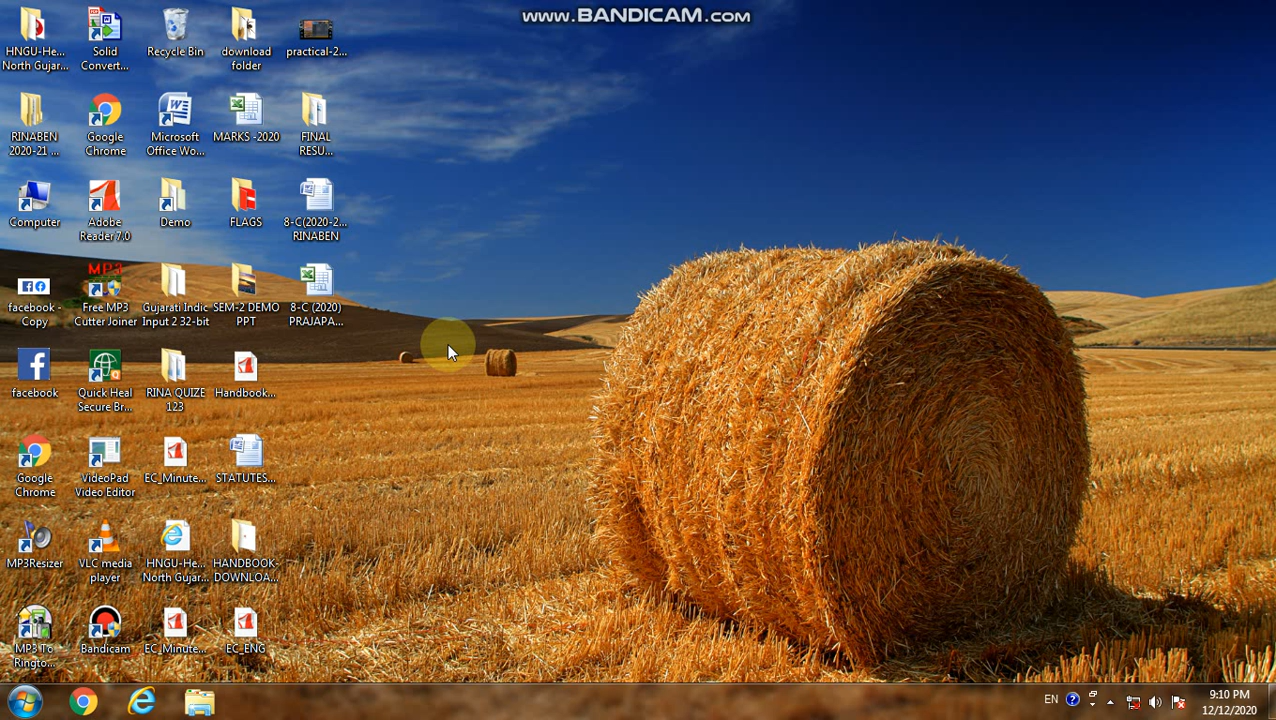 www.BANDICAM.com
HNGU-He...
North Gujar...
Solid
Convert...
Recycle Bin
download
folder
practical-2...
RINABEN
2020-21 ...
Google
Chrome
Microsoft
Office Wo...
MARKS -2020
FINAL
RESU...
Computer
Adobe
Reader 7.0
Demo
FLAGS
8-C(2020-2...
RINABEN
facebook -
Copy
MP3
Free MP3
Cutter Joiner
Gujarati Indic
Input 2 32-bit
SEM-2 DEMO
PPT
8-C (2020)
PRAJAPA...
facebook
Quick Heal
Secure Br...
RINA QUIZE
123
Handbook...
Google
Chrome
VideoPad
Video Editor
EC_Minute...
STATUTES...
MP3Resizer
VLC media
player
HNGU-He...
North Gujar...
HANDBOOK-
DOWNLOA...
MP3 To
Ringto...
Bandicam
EC_Minute...
EC_ENG
EN
9:10 PM
12/12/2020